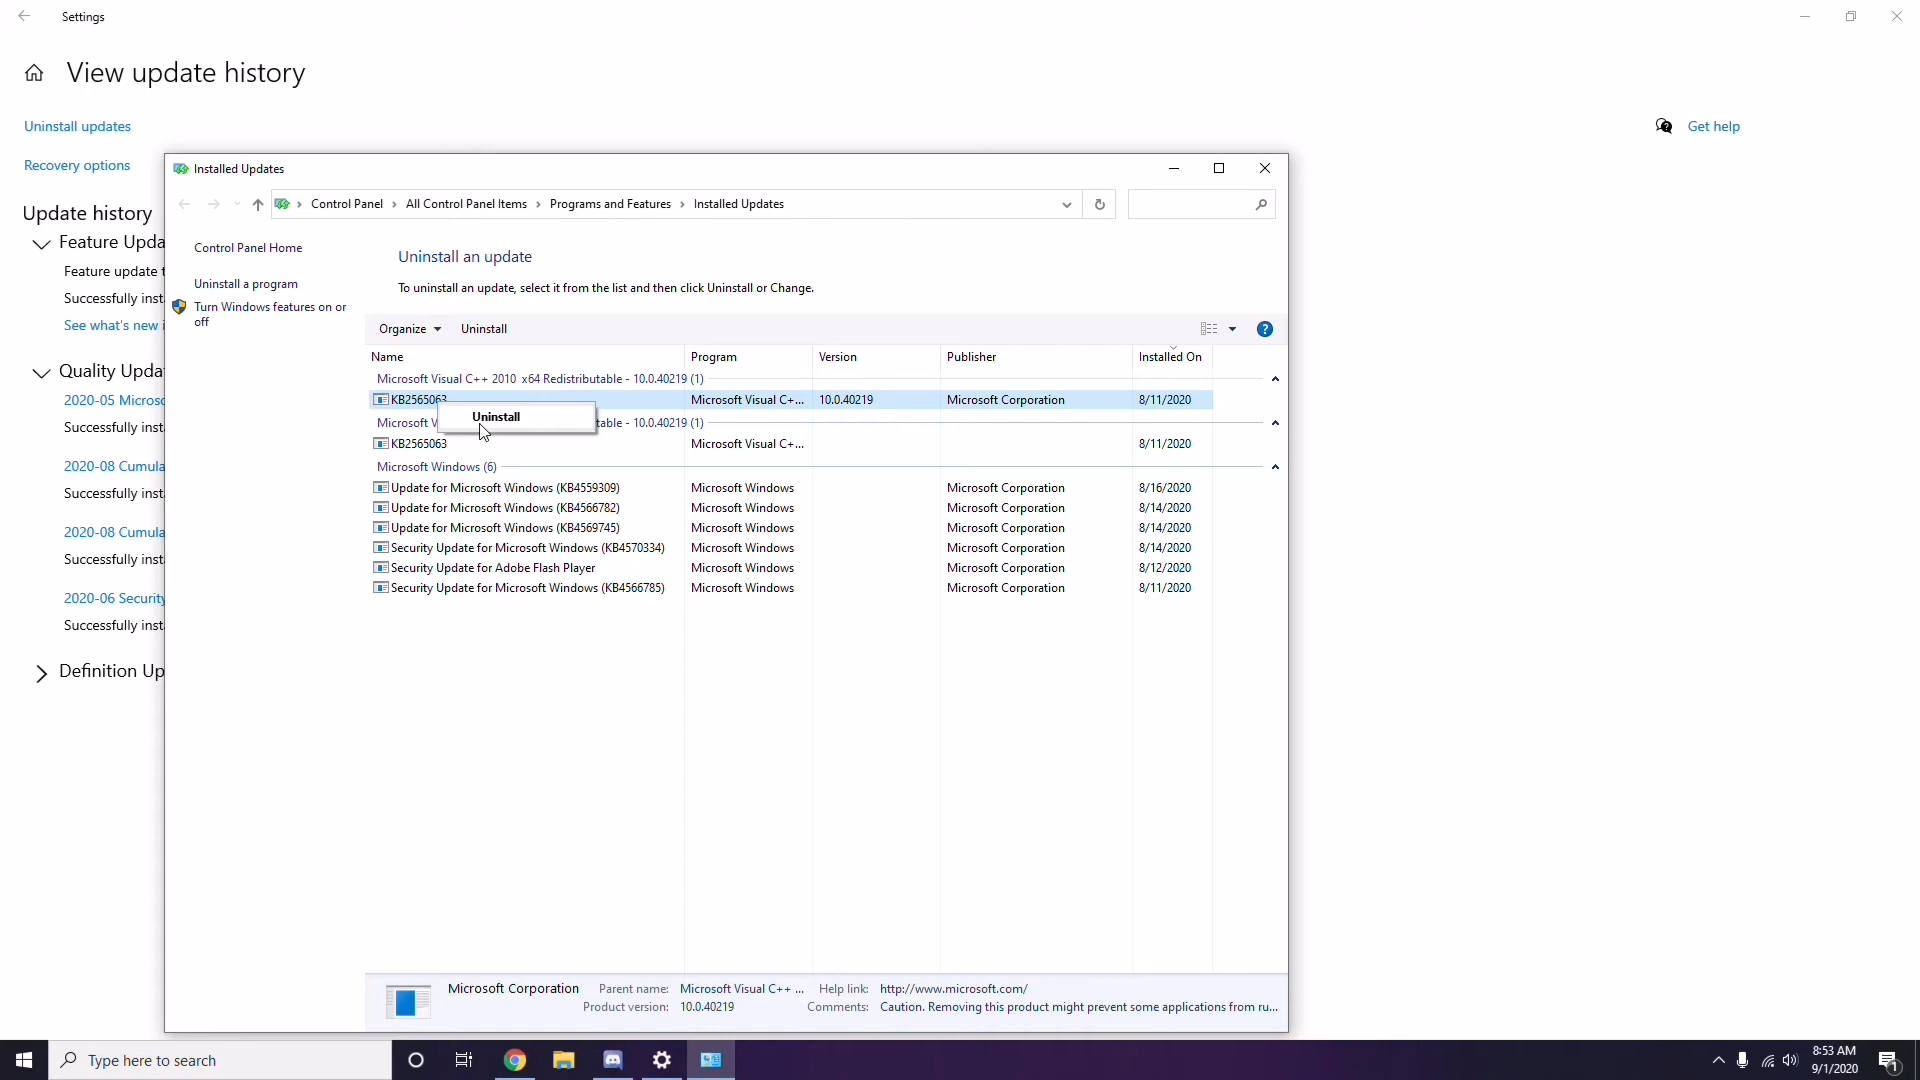 Settings
View update history
Uninstall updates
Get help
Recovery options
Update history
Feature Upda
Feature update t
Successfully inst
See what's new i
Quality Upda
2020-05 Microso
Successfully inst
2020-08 Cumula
Successfully inst
2020-08 Cumula
Successfully inst
2020-06 Security
Successfully inst
Definition Up
Installed Updates
Control Panel > All Control Panel Items > Programs and Features > Installed Updates
Control Panel Home
Uninstall a program
Turn Windows features on or
off
Uninstall an update
To uninstall an update, select it from the list and then click Uninstall or Change.
Organize Uninstall
Name Program Version Publisher Installed On
Microsoft Visual C++ 2010 x64 Redistributable - 10.0.40219 (1)
KB2565063 Microsoft Visual C+... 10.0.40219 Microsoft Corporation 8/11/2020
Uninstall
Microsoft V table - 10.0.40219 (1)
KB2565063 Microsoft Visual C+... 8/11/2020
Microsoft Windows (6)
Update for Microsoft Windows (KB4559309) Microsoft Windows Microsoft Corporation 8/16/2020
Update for Microsoft Windows (KB4566782) Microsoft Windows Microsoft Corporation 8/14/2020
Update for Microsoft Windows (KB4569745) Microsoft Windows Microsoft Corporation 8/14/2020
Security Update for Microsoft Windows (KB4570334) Microsoft Windows Microsoft Corporation 8/14/2020
Security Update for Adobe Flash Player Microsoft Windows Microsoft Corporation 8/12/2020
Security Update for Microsoft Windows (KB4566785) Microsoft Windows Microsoft Corporation 8/11/2020
Microsoft Corporation Parent name: Microsoft Visual C++ ... Help link: http://www.microsoft.com/
Product version: 10.0.40219 Comments: Caution. Removing this product might prevent some applications from ru...
Type here to search
8:53 AM
9/1/2020
1